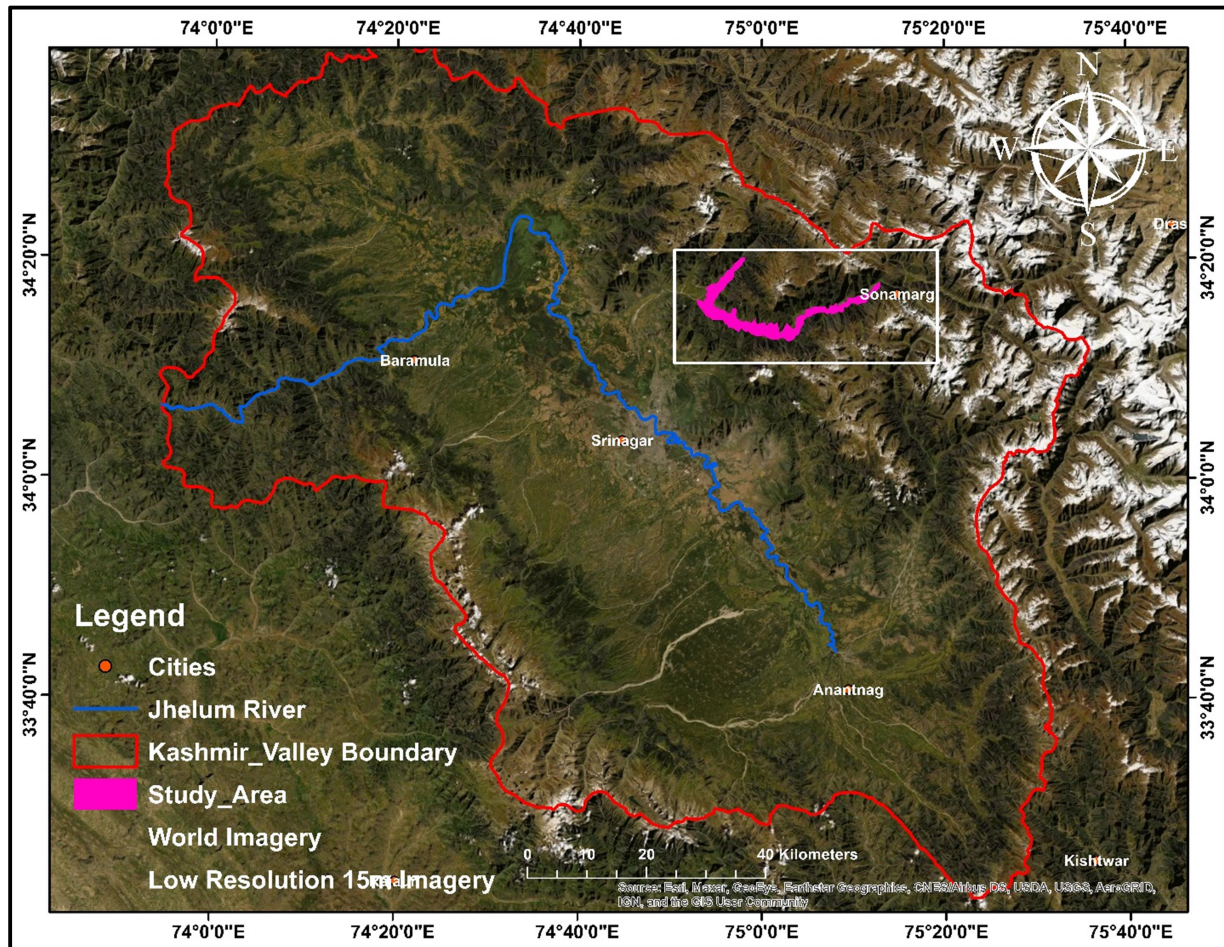 74°0'0"E 74°20'0"E 74°40'0"E 75°0'0"E 75°20'0"E 75°40'0"E
N
W E
S
Dras
34°20'0"N 34°20'0"N
Sonamarg
Baramula
Srinagar
34°0'0"N 34°0'0"N
Anantnag
33°40'0"N 33°40'0"N
Legend
Cities
Jhelum River
Kashmir_Valley Boundary
Study_Area
World Imagery
Low Resolution 15m Imagery
0 10 20 40 Kilometers
Kishtwar
Source: Esri, Maxar, GeoEye, Earthstar Geographics, CNES/Airbus DS, USDA, USGS, AeroGRID,
IGN, and the GIS User Community
74°0'0"E 74°20'0"E 74°40'0"E 75°0'0"E 75°20'0"E 75°40'0"E